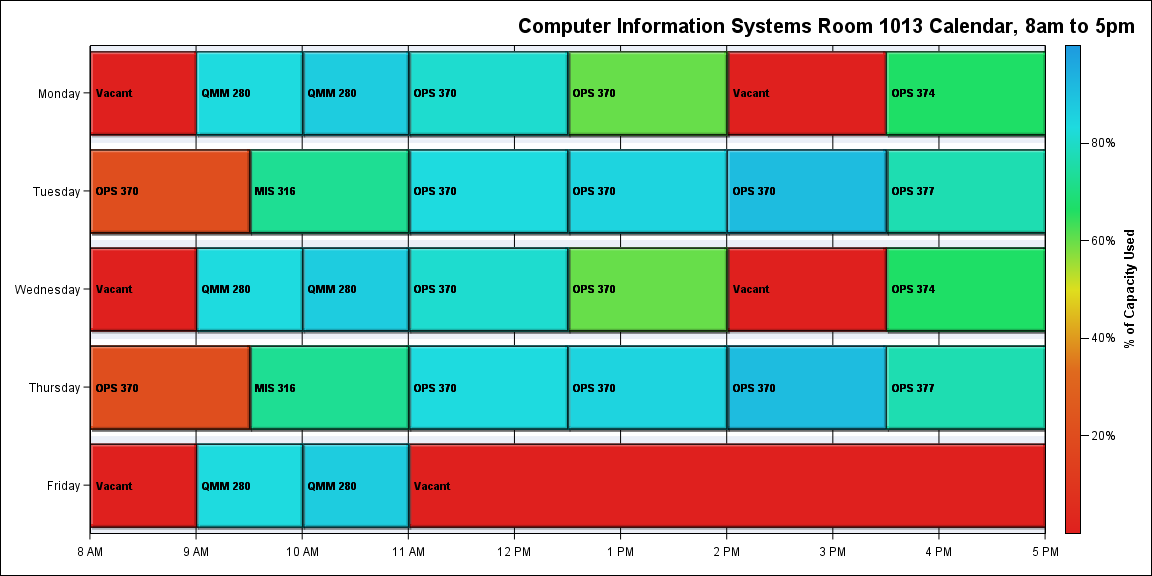 Computer Information Systems Room 1013 Calendar, 8am to 5pm
Monday
Vacant
QMM 280
QMM 280
OPS 370
OPS 370
Vacant
OPS 374
Tuesday
OPS 370
MIS 316
OPS 370
OPS 370
OPS 370
OPS 377
Wednesday
Vacant
QMM 280
QMM 280
OPS 370
OPS 370
Vacant
OPS 374
Thursday
OPS 370
MIS 316
OPS 370
OPS 370
OPS 370
OPS 377
Friday
Vacant
QMM 280
QMM 280
Vacant
8 AM
9 AM
10 AM
11 AM
12 PM
1 PM
2 PM
3 PM
4 PM
5 PM
80%
60%
40%
20%
% of Capacity Used